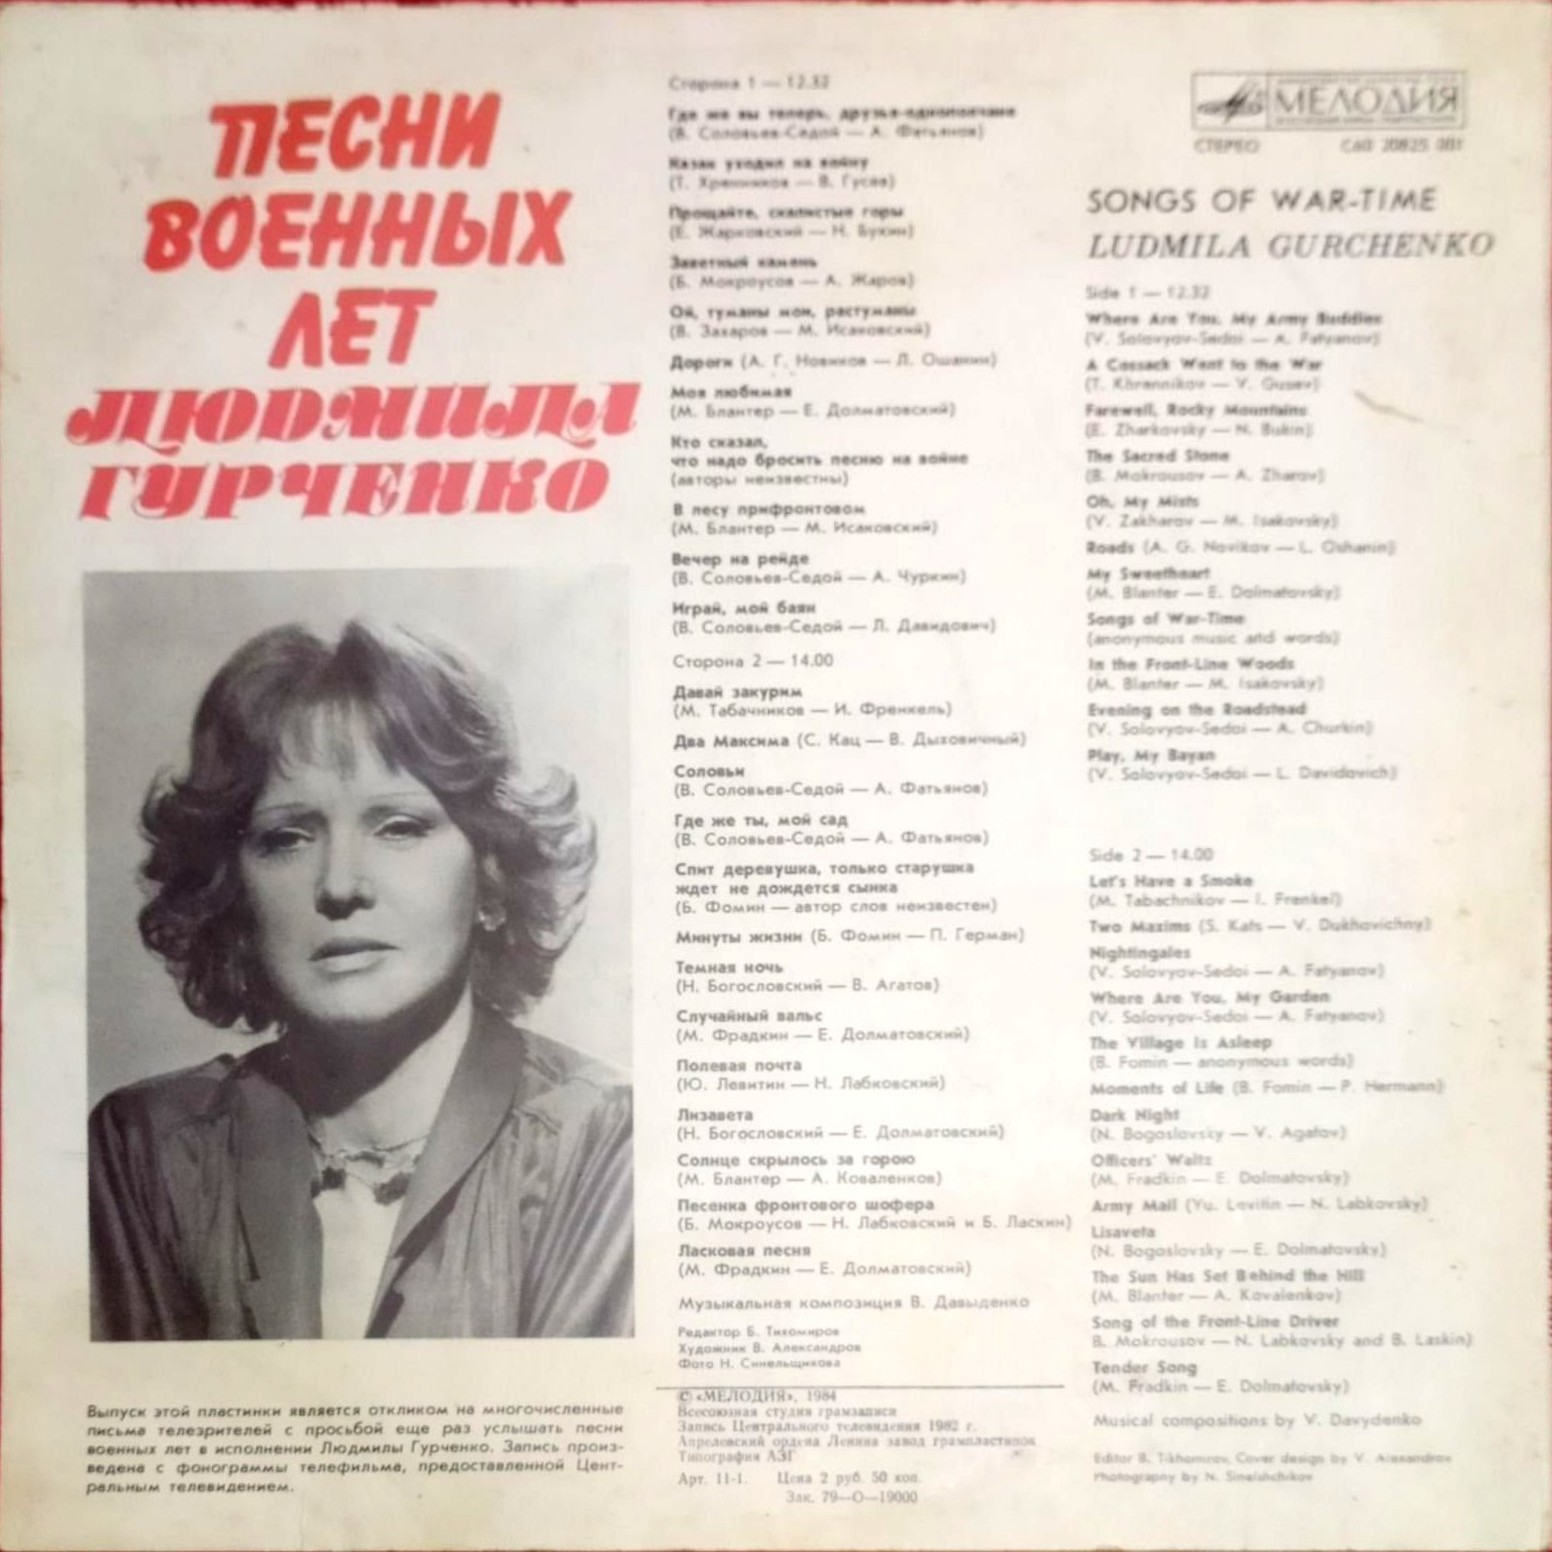 ПЕСНИ
ВОЕННЫХ
ЛЕТ
ЛЮДМИЛА
ГУРЧЕНКО
Выпуск этой пластинки является откликом на многочисленные
письма телезрителей с просьбой еще раз услышать песни
военных лет в исполнении Людмилы Гурченко. Запись произ-
ведена с фонограммы телефильма, предоставленной Цент-
ральным телевидением.
Сторона 1 — 12.32
Где же вы теперь, друзья-однополчане
(В. Соловьев-Седой — А. Фатьянов)
Казак уходил на войну
(Т. Хренников — В. Гусев)
Прощайте, скалистые горы
(Е. Жарковский — Н. Букин)
Заветный камень
(Б. Мокроусов — А. Жаров)
Ой, туманы мои, растуманы
(В. Захаров — М. Исаковский)
Дороги (А. Г. Новиков — Л. Ошанин)
Моя любимая
(М. Блантер — Е. Долматовский)
Кто сказал,
что надо бросить песню на войне
(авторы неизвестны)
В лесу прифронтовом
(М. Блантер — М. Исаковский)
Вечер на рейде
(В. Соловьев-Седой — А. Чуркин)
Играй, мой баян
(В. Соловьев-Седой — Л. Давидович)
Сторона 2 — 14.00
Давай закурим
(М. Табачников — И. Френкель)
Два Максима (С. Кац — В. Дыховичный)
Соловьи
(В. Соловьев-Седой — А. Фатьянов)
Где же ты, мой сад
(В. Соловьев-Седой — А. Фатьянов)
Спит деревушка, только старушка
ждет не дождется сынка
(Б. Фомин — автор слов неизвестен)
Минуты жизни (Б. Фомин — П. Герман)
Темная ночь
(Н. Богословский — В. Агатов)
Случайный вальс
(М. Фрадкин — Е. Долматовский)
Полевая почта
(Ю. Левитин — Н. Лабковский)
Лизавета
(Н. Богословский — Е. Долматовский)
Солнце скрылось за горою
(М. Блантер — А. Коваленков)
Песенка фронтового шофера
(Б. Мокроусов — Н. Лабковский и Б. Ласкин)
Ласковая песня
(М. Фрадкин — Е. Долматовский)
Музыкальная композиция В. Давыденко
Редактор Б. Тихомиров
Художник В. Александров
Фото Н. Синельщикова
© «МЕЛОДИЯ», 1984
Всесоюзная студия грамзаписи
Запись Центрального телевидения 1982 г.
Апрелевский ордена Ленина завод грампластинок
Типография АЗГ
Арт. 11-1. Цена 2 руб. 50 коп.
Зак. 79—О—19000
МЕЛОДИЯ
СТЕРЕО С60 20825 001
SONGS OF WAR-TIME
LUDMILA GURCHENKO
Side 1 — 12.32
Where Are You, My Army Buddies
(V. Solovyov-Sedoi — A. Fatyanov)
A Cossack Went to the War
(T. Khrennikov — V. Gusev)
Farewell, Rocky Mountains
(E. Zharkovsky — N. Bukin)
The Sacred Stone
(B. Mokrousov — A. Zharov)
Oh, My Mists
(V. Zakharov — M. Isakovsky)
Roads (A. G. Novikov — L. Oshanin)
My Sweetheart
(M. Blanter — E. Dolmatovsky)
Songs of War-Time
(anonymous music and words)
In the Front-Line Woods
(M. Blanter — M. Isakovsky)
Evening on the Roadstead
(V. Solovyov-Sedoi — A. Churkin)
Play, My Bayan
(V. Solovyov-Sedoi — L. Davidovich)
Side 2 — 14.00
Let's Have a Smoke
(M. Tabachnikov — I. Frenkel)
Two Maxims (S. Kats — V. Dukhovichny)
Nightingales
(V. Solovyov-Sedoi — A. Fatyanov)
Where Are You, My Garden
(V. Solovyov-Sedoi — A. Fatyanov)
The Village Is Asleep
(B. Fomin — anonymous words)
Moments of Life (B. Fomin — P. Hermann)
Dark Night
(N. Bogoslovsky — V. Agatov)
Officers' Waltz
(M. Fradkin — E. Dolmatovsky)
Army Mail (Yu. Levitin — N. Labkovsky)
Lisaveta
(N. Bogoslovsky — E. Dolmatovsky)
The Sun Has Set Behind the Hill
(M. Blanter — A. Kovalenkov)
Song of the Front-Line Driver
B. Mokrousov — N. Labkovsky and B. Laskin)
Tender Song
(M. Fradkin — E. Dolmatovsky)
Musical compositions by V. Davydenko
Editor B. Tikhomirov, Cover design by V. Alexandrov
Photography by N. Sinelshchikov